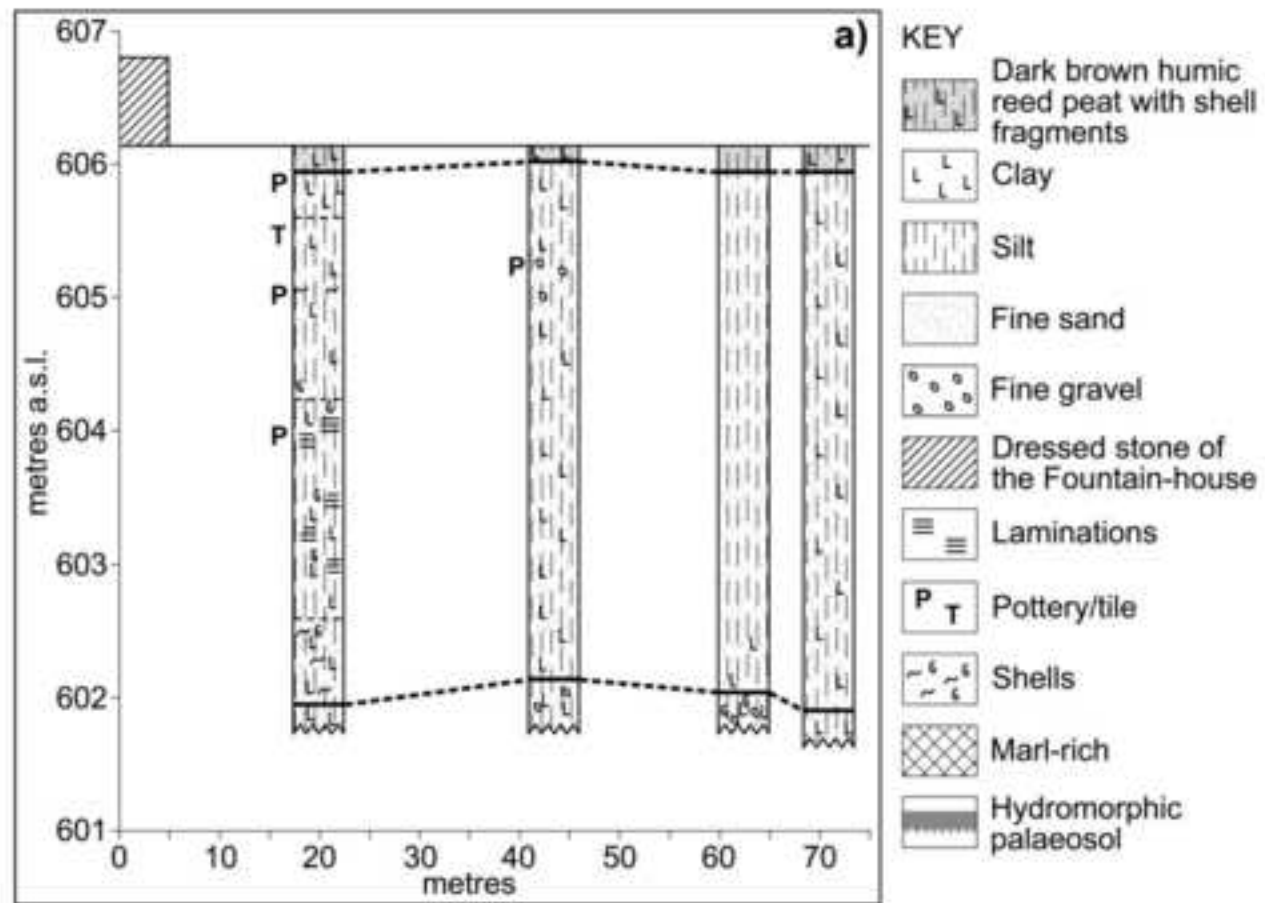 a)
607
606
605
604
603
602
601
metres a.s.l.
P
T
P
P
P
0 10 20 30 40 50 60 70
metres
KEY
Dark brown humic
reed peat with shell
fragments
Clay
Silt
Fine sand
Fine gravel
Dressed stone of
the Fountain-house
Laminations
P T
Pottery/tile
Shells
Marl-rich
Hydromorphic
palaeosol